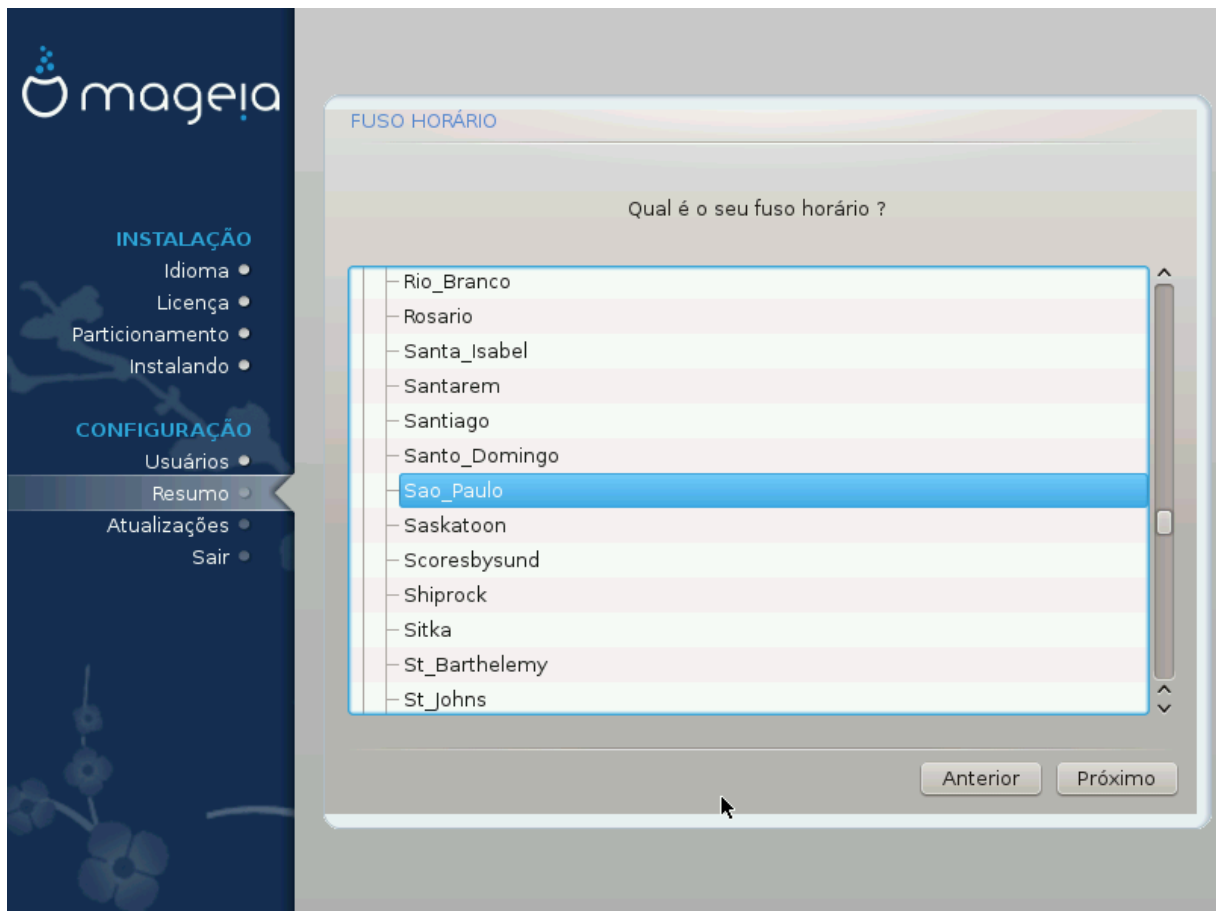 mageia
INSTALAÇÃO
Idioma
Licença
Particionamento
Instalando
CONFIGURAÇÃO
Usuários
Resumo
Atualizações
Sair
FUSO HORÁRIO
Qual é o seu fuso horário ?
Rio_Branco
Rosario
Santa_Isabel
Santarem
Santiago
Santo_Domingo
Sao_Paulo
Saskatoon
Scoresbysund
Shiprock
Sitka
St_Barthelemy
St_Johns
Anterior
Próximo